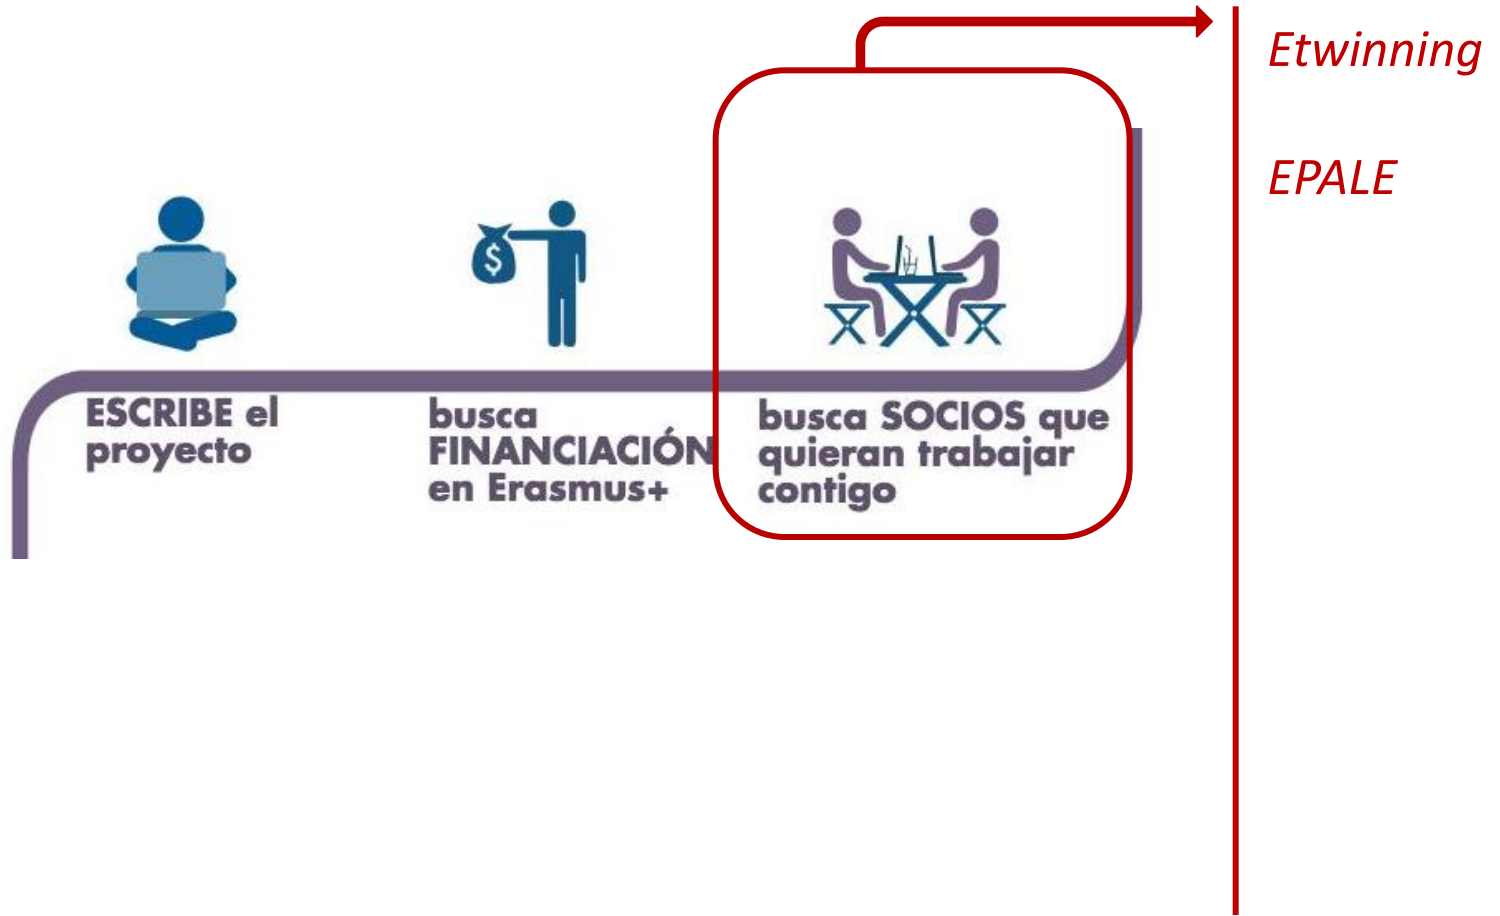 Etwinning
EPALE
$
ESCRIBE el
proyecto
busca
FINANCIACIÓN
en Erasmus+
busca SOCIOS que
quieran trabajar
contigo